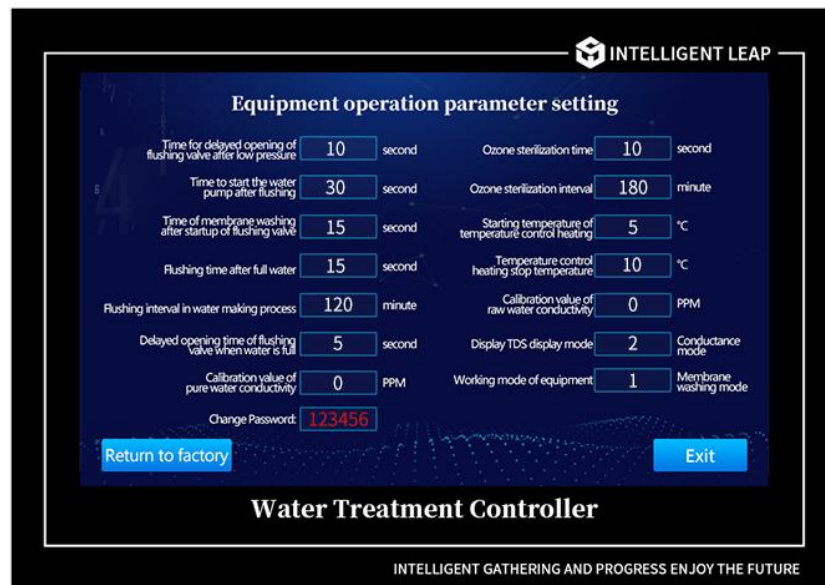 INTELLIGENT LEAP
Equipment operation parameter setting
Time for delayed opening of
flushing valve after low pressure 10 second
Ozone sterilization time 10 second
Time to start the water
pump after flushing 30 second
Ozone sterilization interval 180 minute
Time of membrane washing
after startup of flushing valve 15 second
Starting temperature of
temperature control heating 5 °C
Flushing time after full water 15 second
Temperature control
heating stop temperature 10 °C
Flushing interval in water making process 120 minute
Calibration value of
raw water conductivity 0 PPM
Delayed opening time of flushing
valve when water is full 5 second
Display TDS display mode 2 Conductance
mode
Calibration value of
pure water conductivity 0 PPM
Working mode of equipment 1 Membrane
washing mode
Change Password: 123456
Return to factory
Exit
Water Treatment Controller
INTELLIGENT GATHERING AND PROGRESS ENJOY THE FUTURE